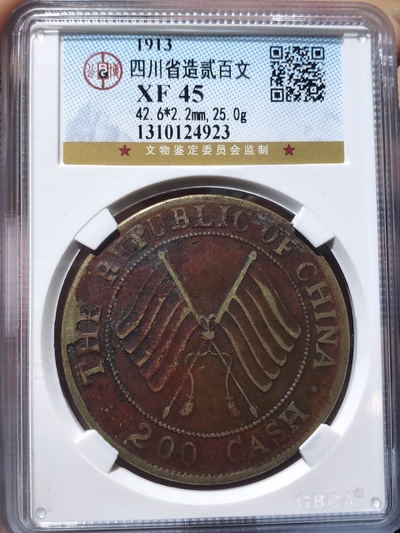 1913
四川省造贰百文
XF 45
42.6*2.2mm,25.0g
1310124923
★ 文物鉴定委员会监制 ★
THE REPUBLIC OF CHINA
200 CASH
GBCA